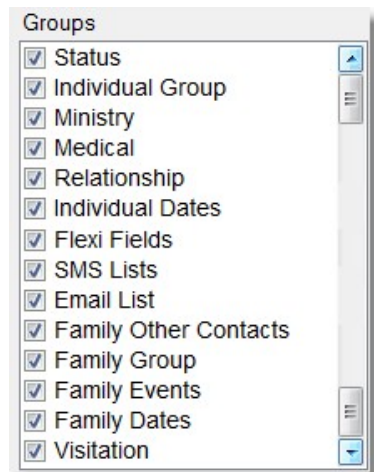 Groups
Status
Individual Group
Ministry
Medical
Relationship
Individual Dates
Flexi Fields
SMS Lists
Email List
Family Other Contacts
Family Group
Family Events
Family Dates
Visitation